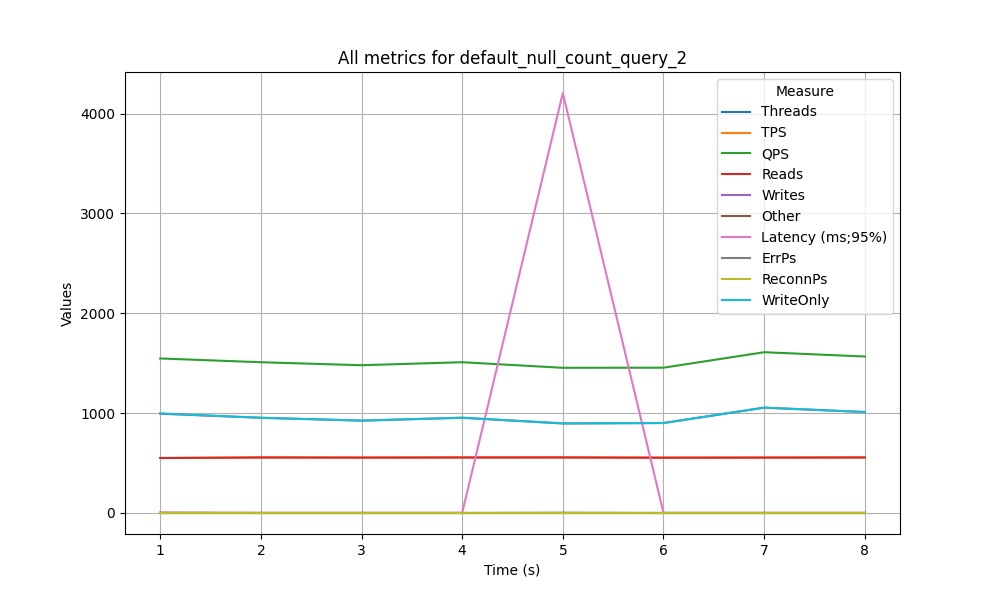 All metrics for default_null_count_query_2
Measure
Threads
TPS
QPS
Reads
Writes
Other
Latency (ms;95%)
ErrPs
ReconnPs
WriteOnly
Values
4000
3000
2000
1000
0
1 2 3 4 5 6 7 8
Time (s)